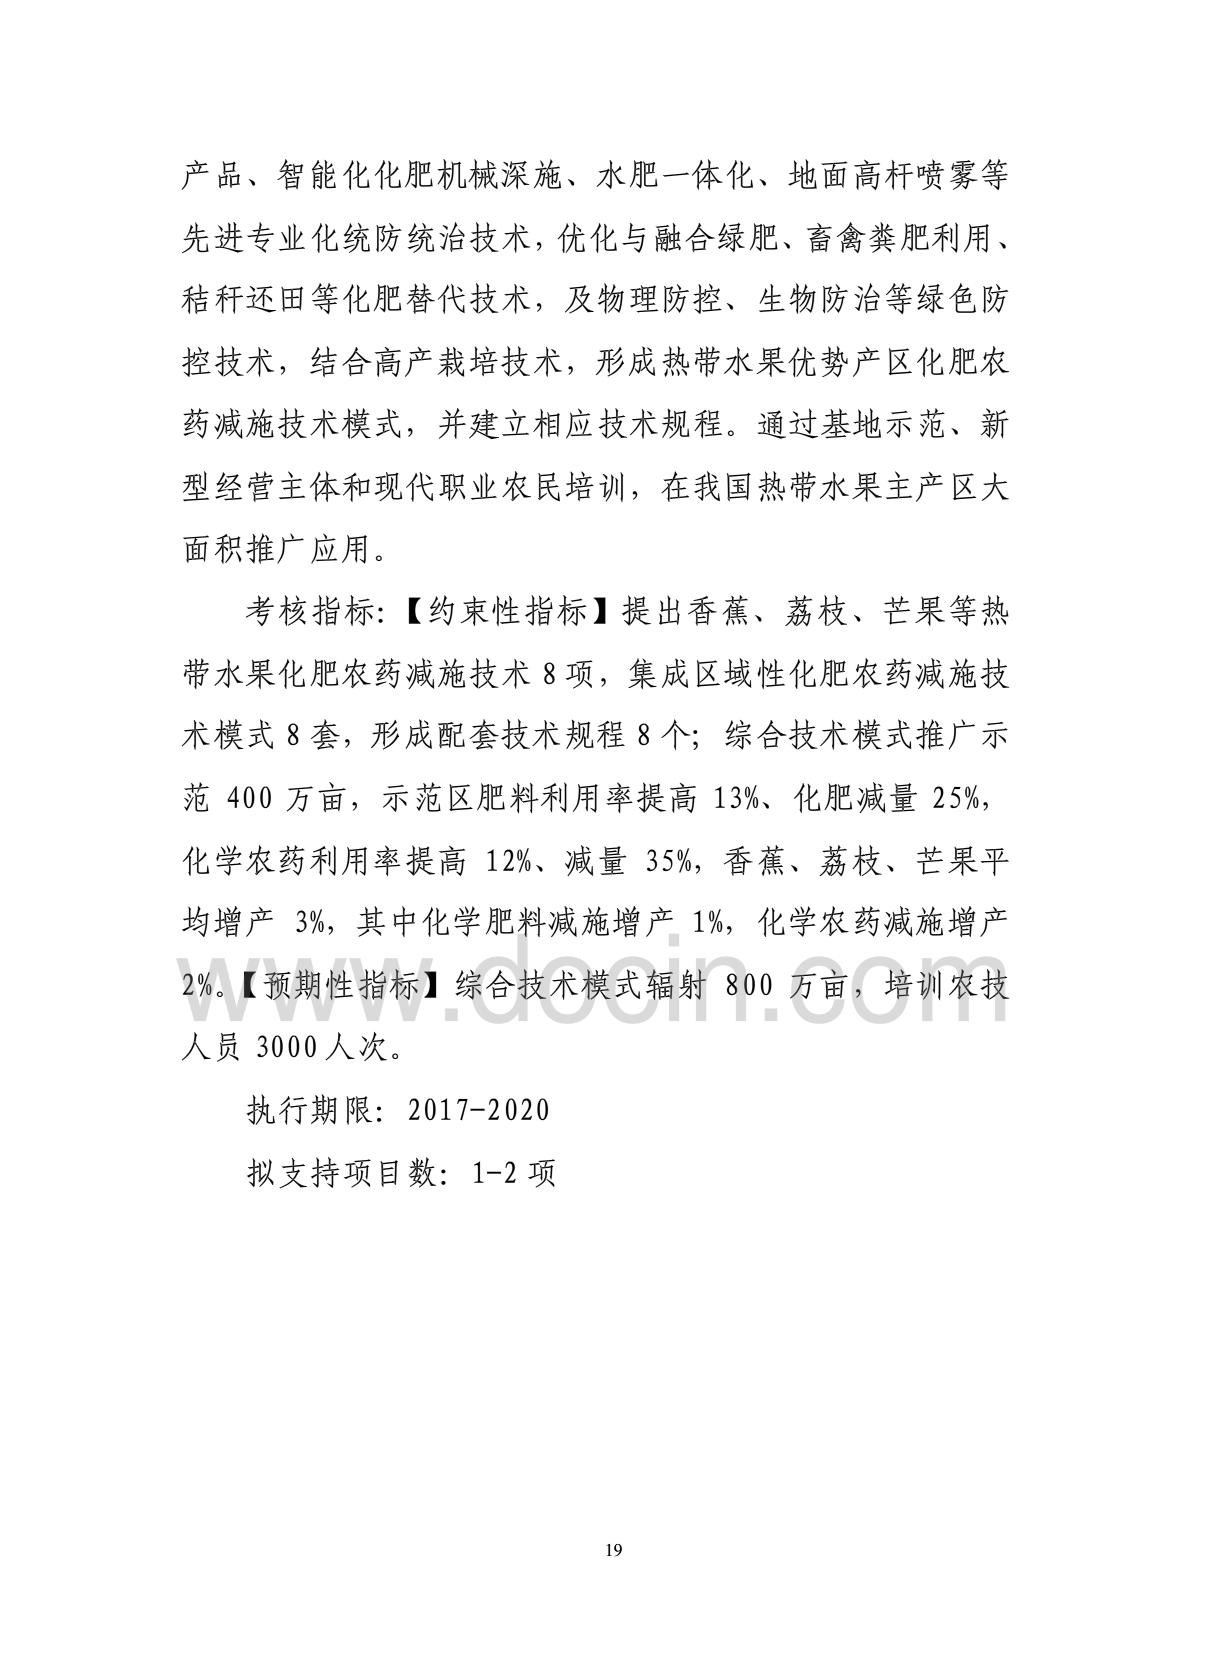 产品、智能化化肥机械深施、水肥一体化、地面高杆喷雾等
先进专业化统防统治技术，优化与融合绿肥、畜禽粪肥利用、
秸秆还田等化肥替代技术，及物理防控、生物防治等绿色防
控技术，结合高产栽培技术，形成热带水果优势产区化肥农
药减施技术模式，并建立相应技术规程。通过基地示范、新
型经营主体和现代职业农民培训，在我国热带水果主产区大
面积推广应用。
考核指标：【约束性指标】提出香蕉、荔枝、芒果等热
带水果化肥农药减施技术 8 项，集成区域性化肥农药减施技
术模式 8 套，形成配套技术规程 8 个；综合技术模式推广示
范 400 万亩，示范区肥料利用率提高 13%、化肥减量 25%，
化学农药利用率提高 12%、减量 35%，香蕉、荔枝、芒果平
均增产 3%，其中化学肥料减施增产 1%，化学农药减施增产
2%。【预期性指标】综合技术模式辐射 800 万亩，培训农技
人员 3000 人次。
执行期限：2017-2020
拟支持项目数：1-2 项
www.docin.com
19